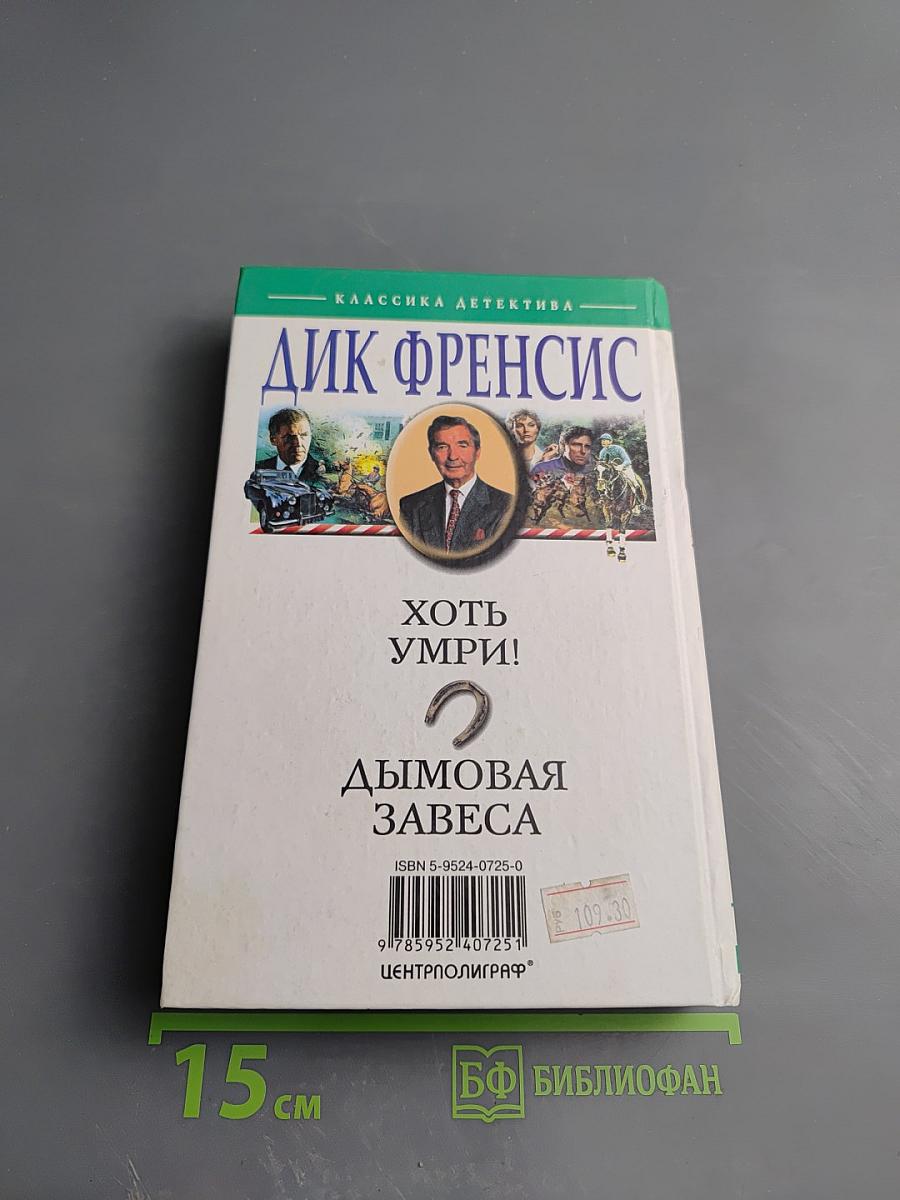 КЛАССИКА ДЕТЕКТИВА
ДИК ФРЕНСИС
ХОТЬ
УМРИ!
ДЫМОВАЯ
ЗАВЕСА
ISBN 5-9524-0725-0
9 785952 407251
ЦЕНТРПОЛИГРАФ®
РУБ 109.30
15 СМ
БФ БИБЛИОФАН